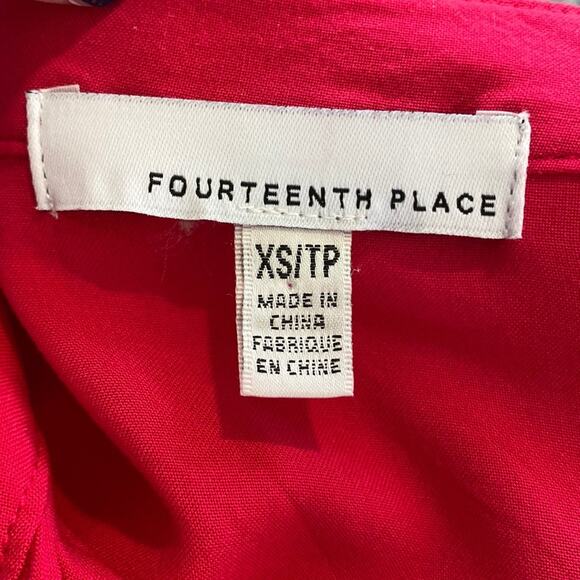 FOURTEENTH PLACE
XS/TP
MADE IN
CHINA
FABRIQUE
EN CHINE